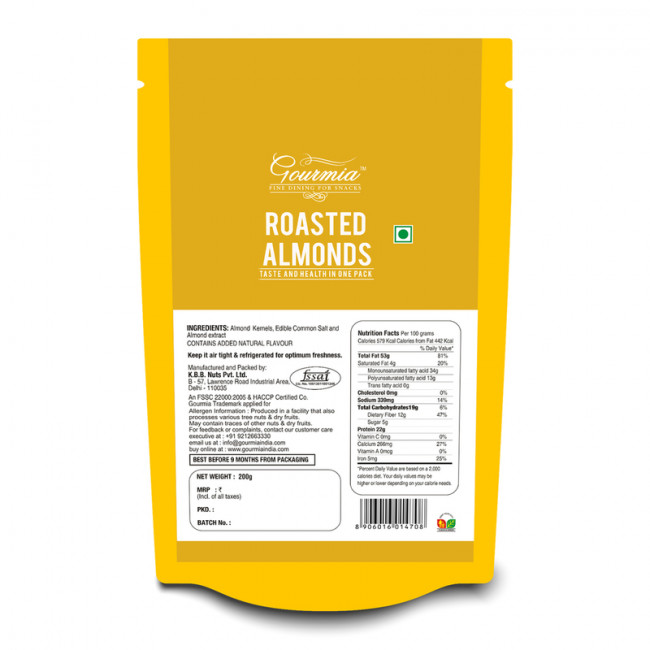 Gourmia™
FINE DINING FOR SNACKS
ROASTED
ALMONDS
TASTE AND HEALTH IN ONE PACK
INGREDIENTS: Almond Kernels, Edible Common Salt and
Almond extract
CONTAINS ADDED NATURAL FLAVOUR
Keep it air tight & refrigerated for optimum freshness.
Manufactured and Packed by:
K.B.B. Nuts Pvt. Ltd.
B - 57, Lawrence Road Industrial Area,
Delhi - 110035
fssai
An FSSC 22000:2005 & HACCP Certified Co.
Gourmia Trademark applied for
Allergen Information : Produced in a facility that also
processes various tree nuts & dry fruits.
May contain traces of other nuts & dry fruits.
For feedback or complaints, contact our customer care
executive at : +91 9212663330
email us at : info@gourmiaindia.com
buy online at : www.gourmiaindia.com
BEST BEFORE 9 MONTHS FROM PACKAGING
NET WEIGHT : 200g
MRP : ₹
(Incl. of all taxes)
PKD. :
BATCH No. :
Nutrition Facts Per 100 grams
Calories 579 Kcal Calories from Fat 442 Kcal
% Daily Value*
Total Fat 53g 81%
Saturated Fat 4g 20%
Monounsaturated fatty acids 34g
Polyunsaturated fatty acids 13g
Trans fatty acids 0g
Cholesterol 0mg 0%
Sodium 339mg 14%
Total Carbohydrates19g 6%
Dietary Fiber 12g 47%
Sugar 5g
Protein 22g
Vitamin C 0mg 0%
Calcium 266mg 27%
Vitamin A 0mcg 0%
Iron 5mg 25%
*Percent Daily Value are based on a 2,000
calories diet. Your daily values may be
higher or lower depending on your calorie needs.
8 906016 014708